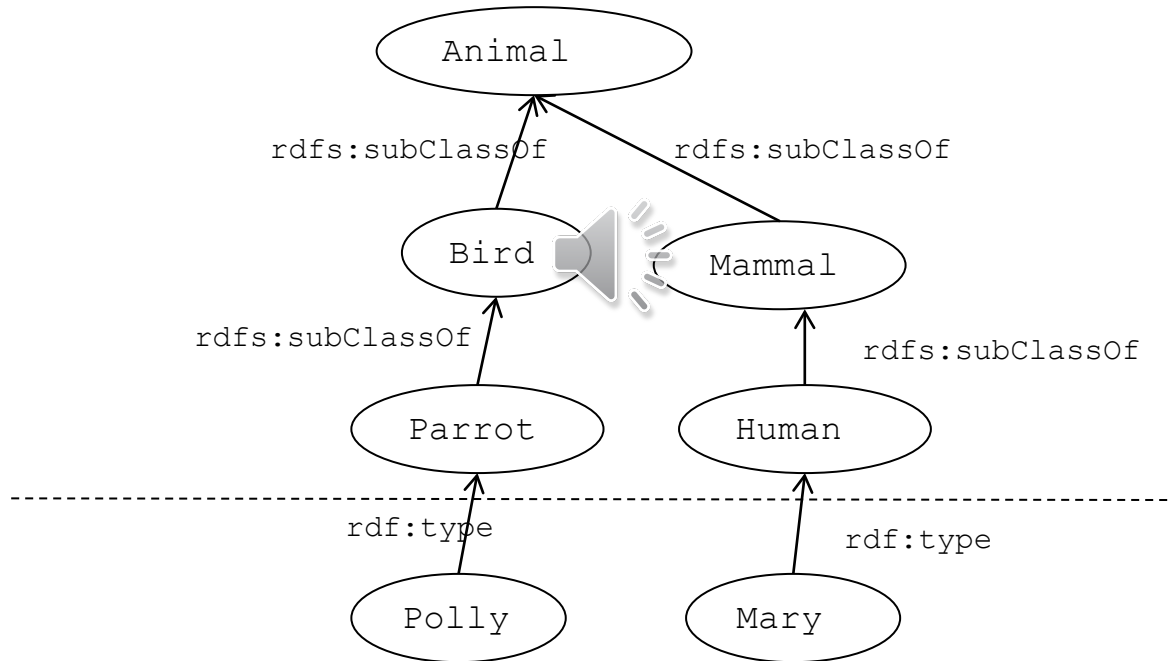 Animal
rdfs:subClassOf
rdfs:subClassOf
Bird
Mammal
rdfs:subClassOf
rdfs:subClassOf
Parrot
Human
rdf:type
rdf:type
Polly
Mary